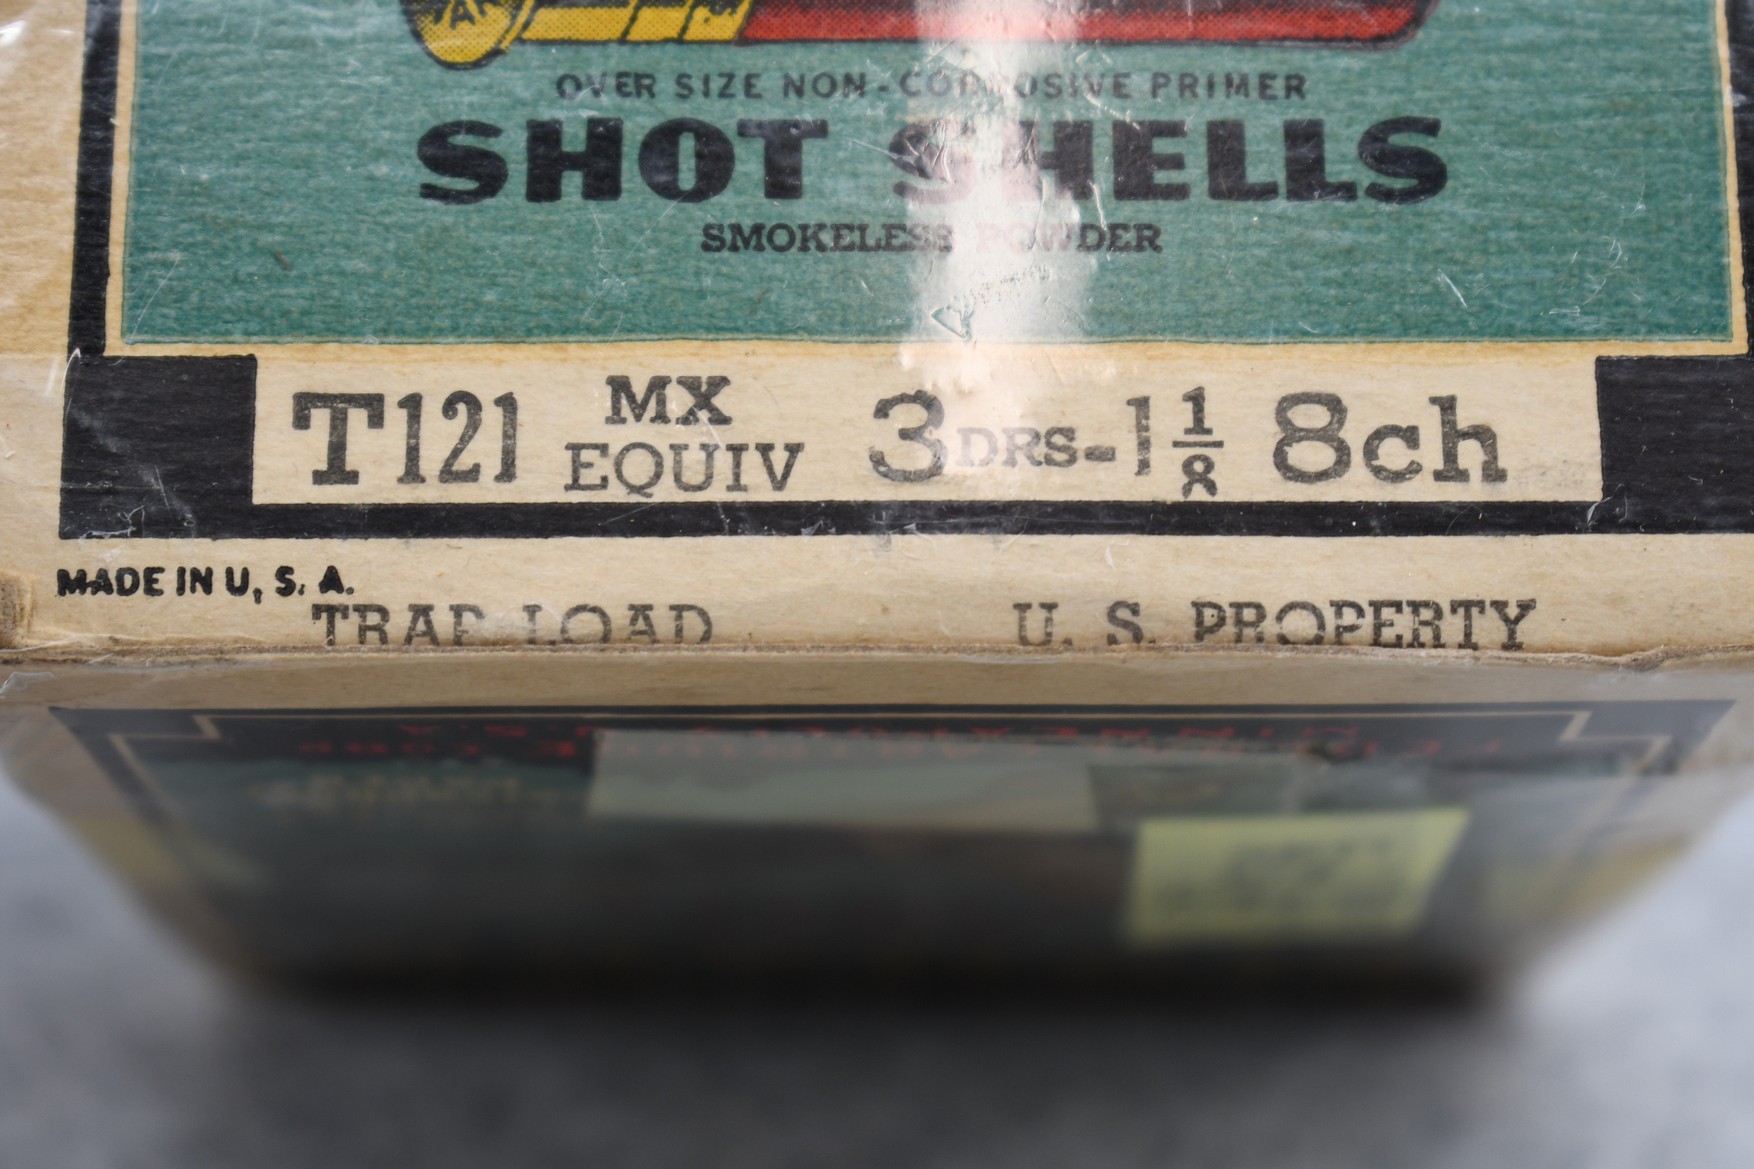 OVER SIZE NON-CORROSIVE PRIMER
SHOT SHELLS
SMOKELESS POWDER
T121 MX EQUIV 3 DRS-1 1/8 8ch
MADE IN U, S. A.
TRAP LOAD U. S. PROPERTY